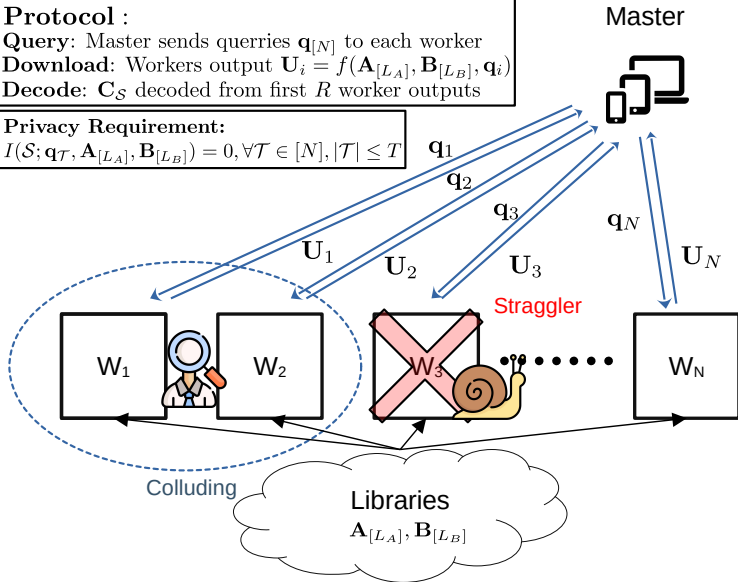 Protocol :
Query: Master sends querries q_[N] to each worker
Download: Workers output U_i = f(A_[L_A], B_[L_B], q_i)
Decode: C_𝒮 decoded from first R worker outputs
Privacy Requirement:
I(𝒮; q_𝒯, A_[L_A], B_[L_B]) = 0, ∀𝒯 ∈ [N], |𝒯| ≤ T
Master
q_1
q_2
q_3
q_N
U_1
U_2
U_3
U_N
Straggler
W_1
W_2
W_3
W_N
Colluding
Libraries
A_[L_A], B_[L_B]